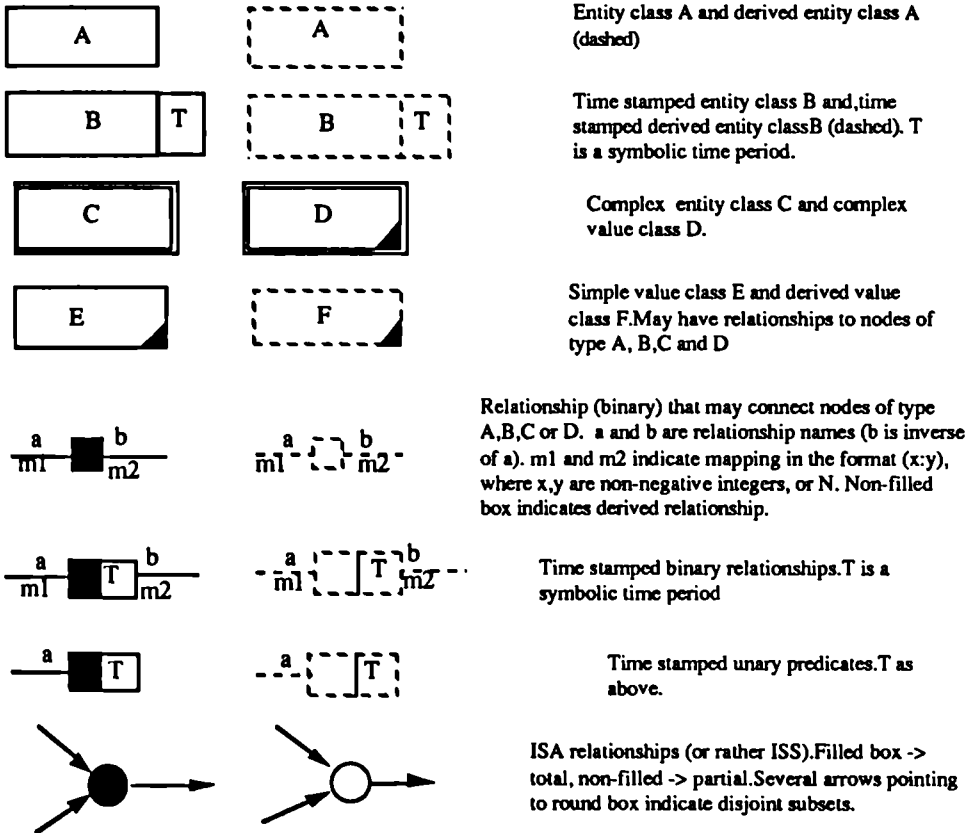 A A Entity class A and derived entity class A
(dashed)
B T B T Time stamped entity class B and,time
stamped derived entity classB (dashed). T
is a symbolic time period.
C D Complex entity class C and complex
value class D.
E F Simple value class E and derived value
class F.May have relationships to nodes of
type A, B,C and D
Relationship (binary) that may connect nodes of type
a b a b A,B,C or D. a and b are relationship names (b is inverse
m1 m2 m1 m2 of a). m1 and m2 indicate mapping in the format (x:y),
where x,y are non-negative integers, or N. Non-filled
box indicates derived relationship.
a b a b
T T Time stamped binary relationships.T is a
m1 m2 m1 m2 symbolic time period
a T a T Time stamped unary predicates.T as
above.
ISA relationships (or rather ISS).Filled box ->
total, non-filled -> partial.Several arrows pointing
to round box indicate disjoint subsets.